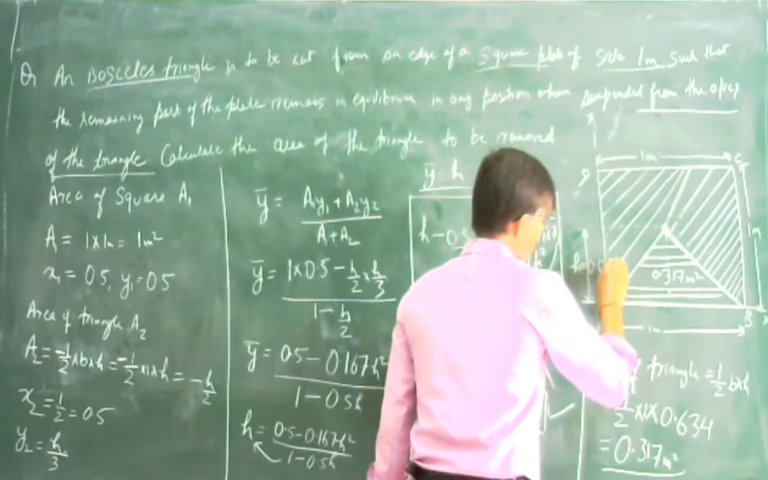 Q: An isosceles triangle is to be cut from an edge of a square plate of side 1m such that
the remaining part of the plate remains in equilibrium in any position when suspended from the apex
of the triangle. Calculate the area of the triangle to be removed
Area of Square A1
A1 = 1x1m = 1m²
x1 = 0.5, y1 = 0.5
Area of triangle A2
A2 = -1/2 x b x h = -1/2 x 1 x h = -h/2
x2 = 1/2 = 0.5
y2 = h/3
ȳ = A1y1 + A2y2 / A1 + A2
ȳ = 1x0.5 - h/2 x h/3 / 1 - h/2
ȳ = 0.5 - 0.167h² / 1 - 0.5h
h = 0.5 - 0.167h² / 1 - 0.5h
ȳ = h
1m
D
C
0.317m²
B
X
triangle = 1/2 bxh
1/2 x 1 x 0.634
= 0.317m²